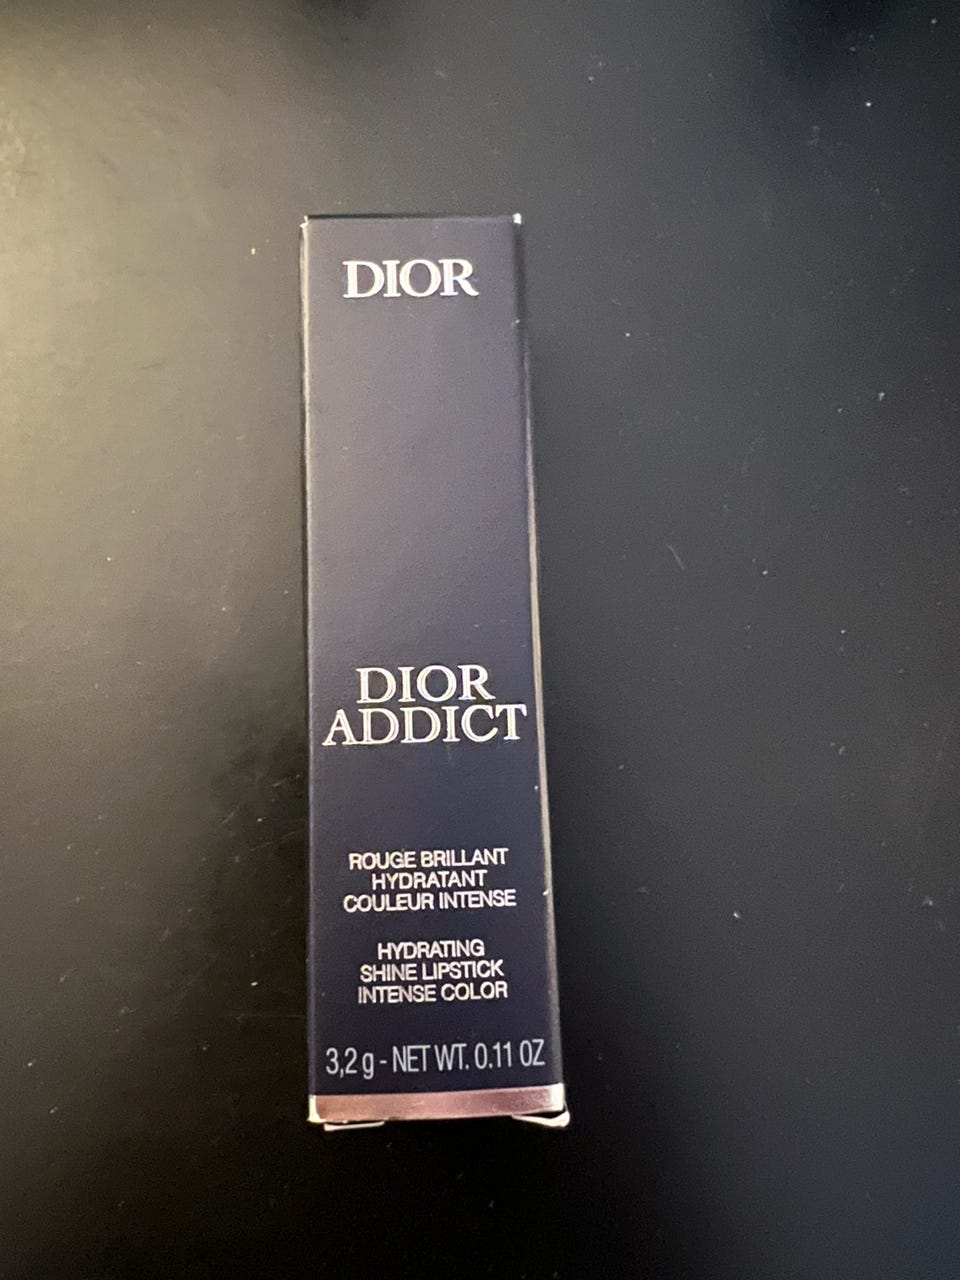 DIOR
DIOR
ADDICT
ROUGE BRILLANT
HYDRATANT
COULEUR INTENSE
HYDRATING
SHINE LIPSTICK
INTENSE COLOR
3,2 g - NET WT. 0.11 OZ